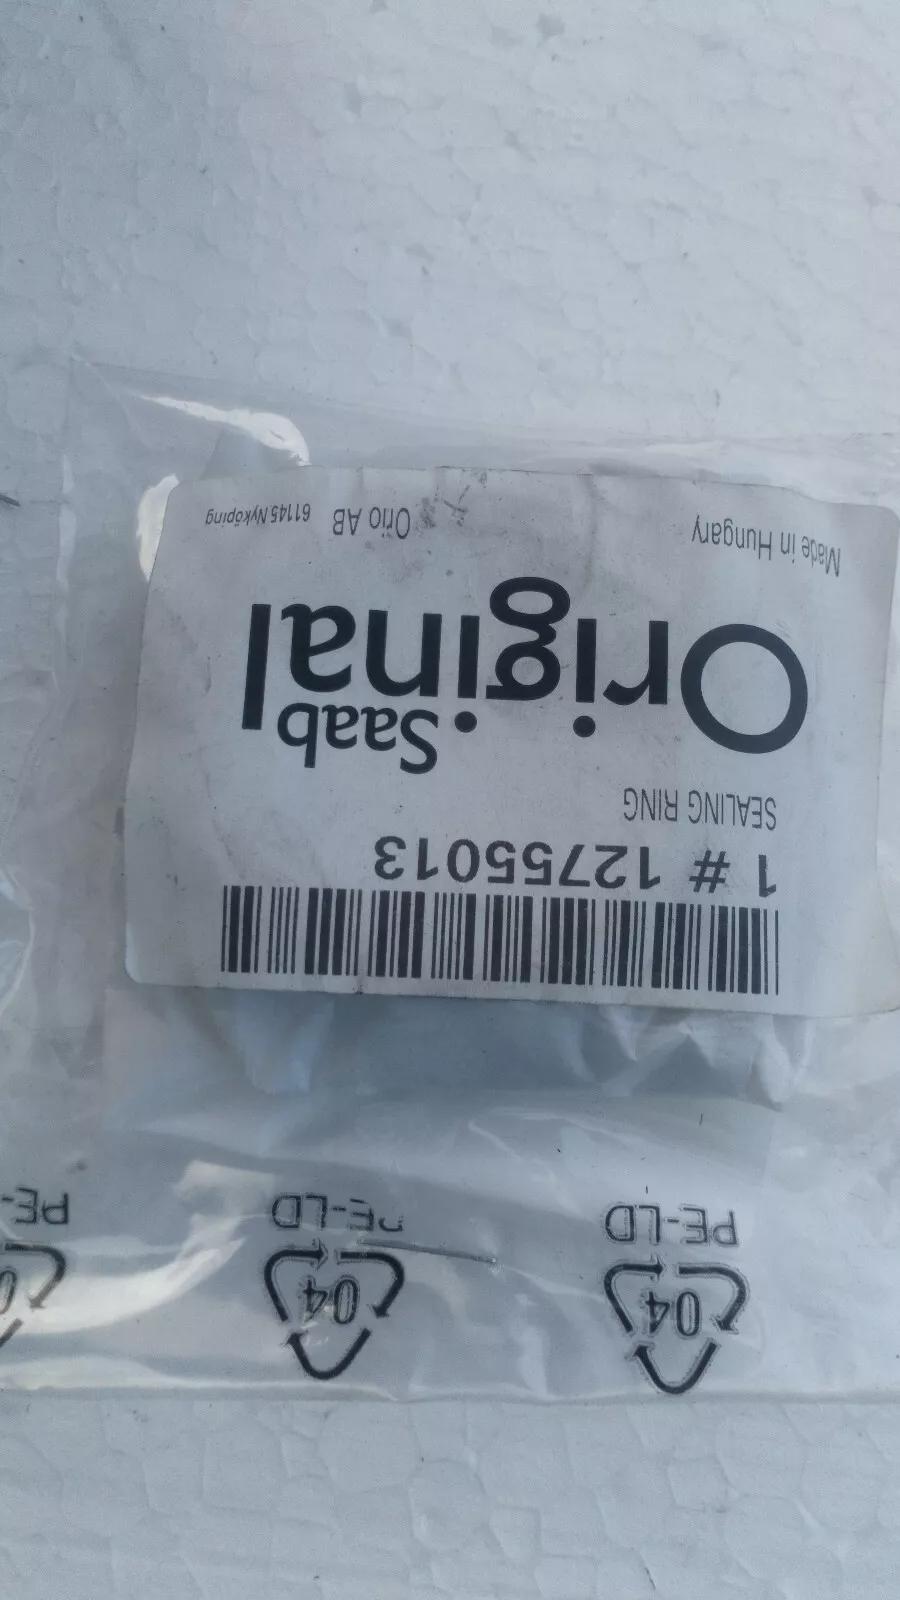 1 # 12755013
SEALING RING
Saab
Original
Made in Hungary
Orio AB 61145 Nyköping
04
PE-LD
04
PE-LD
PE-